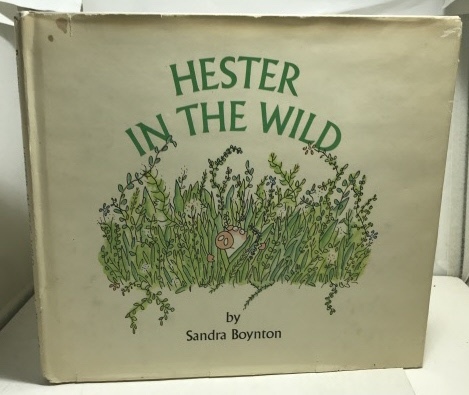 HESTER
IN THE WILD
by
Sandra Boynton